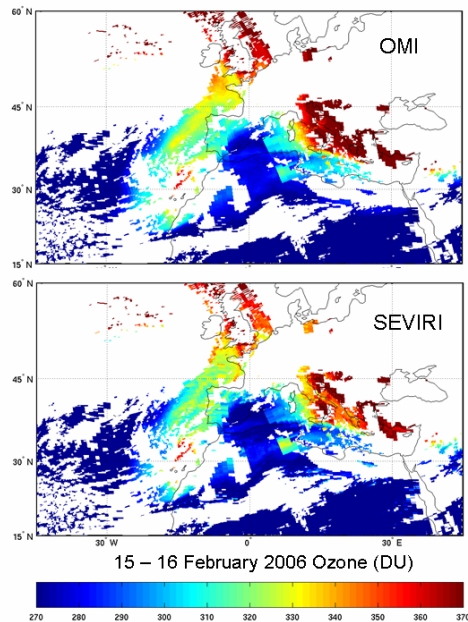 60° N
OMI
45° N
30° N
15° N
60° N
SEVIRI
45° N
30° N
15° N
30° W 0° 30° E
15 – 16 February 2006 Ozone (DU)
270 280 290 300 310 320 330 340 350 360 370